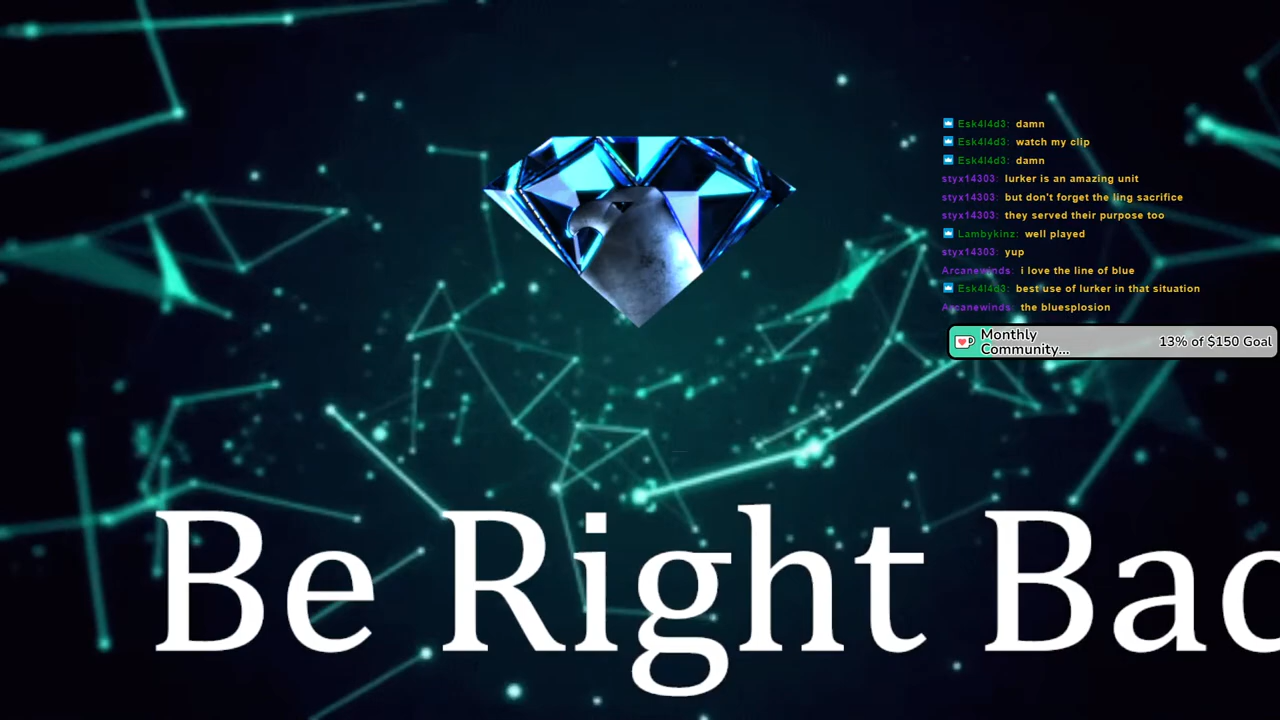 Esk4l4d3: damn
Esk4l4d3: watch my clip
Esk4l4d3: damn
styx14303: lurker is an amazing unit
styx14303: but don't forget the ling sacrifice
styx14303: they served their purpose too
Lambykinz: well played
styx14303: yup
Arcanewinds: i love the line of blue
Esk4l4d3: best use of lurker in that situation
Arcanewinds: the bluesplosion
Monthly
Community... 13% of $150 Goal
Be Right Bac